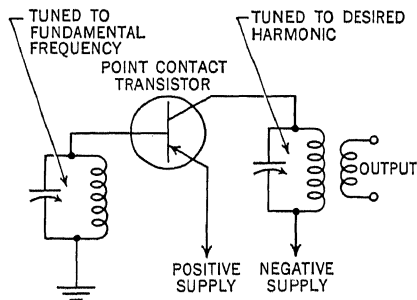 TUNED TO
FUNDAMENTAL
FREQUENCY
POINT CONTACT
TRANSISTOR
TUNED TO DESIRED
HARMONIC
OUTPUT
POSITIVE
SUPPLY
NEGATIVE
SUPPLY